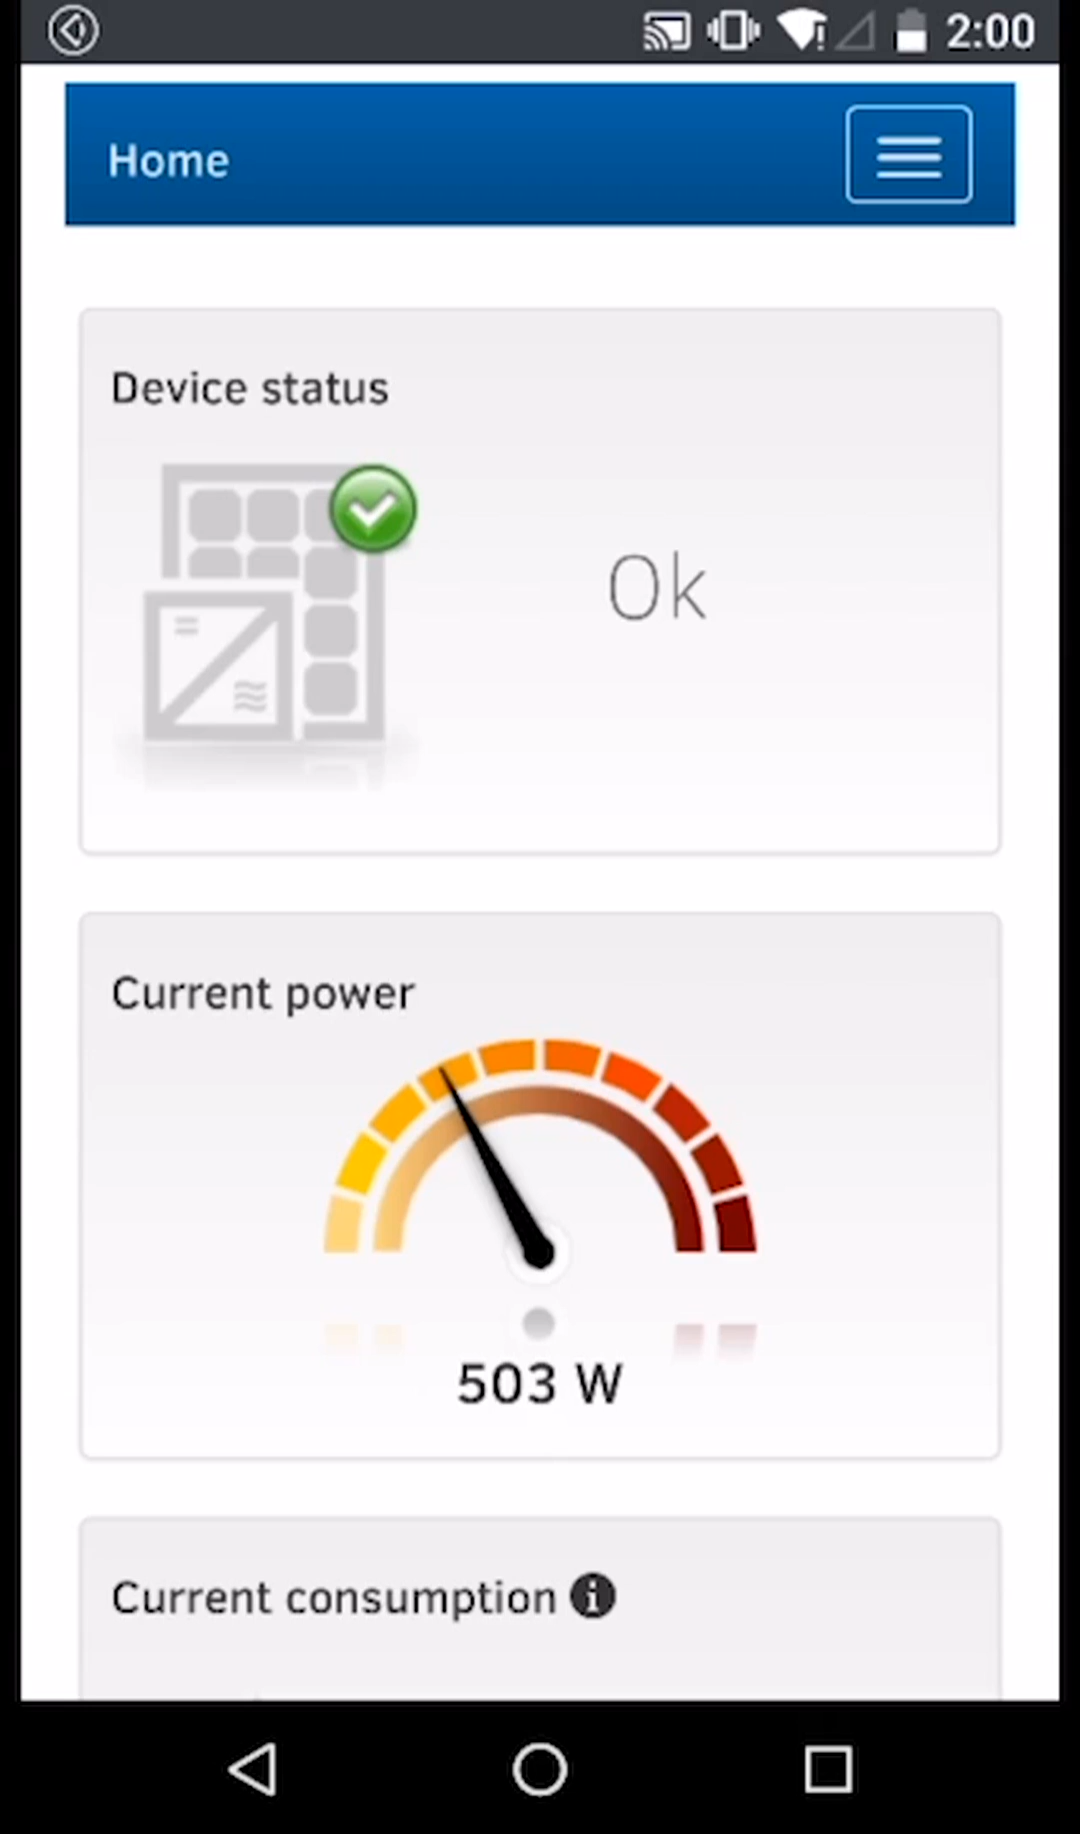 2:00
Home
Device status
Ok
Current power
503 W
Current consumption